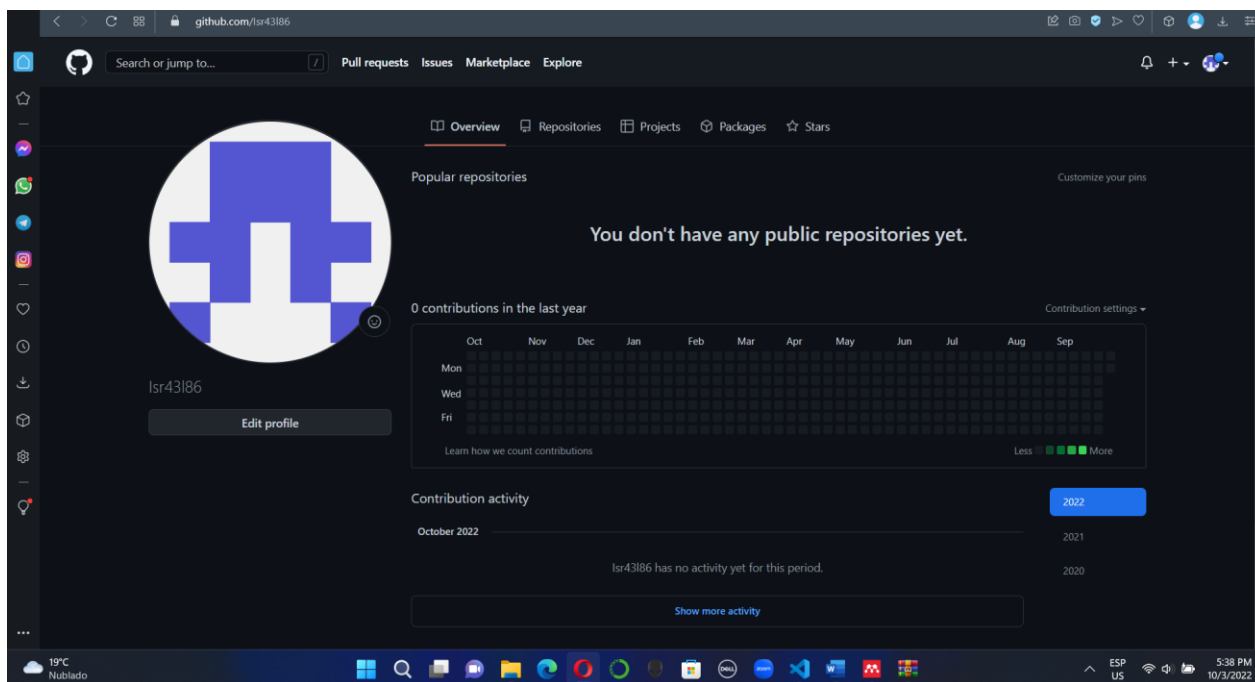 github.com/Isr43l86
Search or jump to... /
Pull requests Issues Marketplace Explore
Overview Repositories Projects Packages Stars
Popular repositories
Customize your pins
You don't have any public repositories yet.
0 contributions in the last year
Contribution settings
Oct Nov Dec Jan Feb Mar Apr May Jun Jul Aug Sep
Mon
Wed
Fri
Learn how we count contributions
Less More
Isr43l86
Edit profile
Contribution activity
2022
2021
2020
October 2022
Isr43l86 has no activity yet for this period.
Show more activity
19°C
Nublado
DELL
zoom
W
ESP
US
5:38 PM
10/3/2022